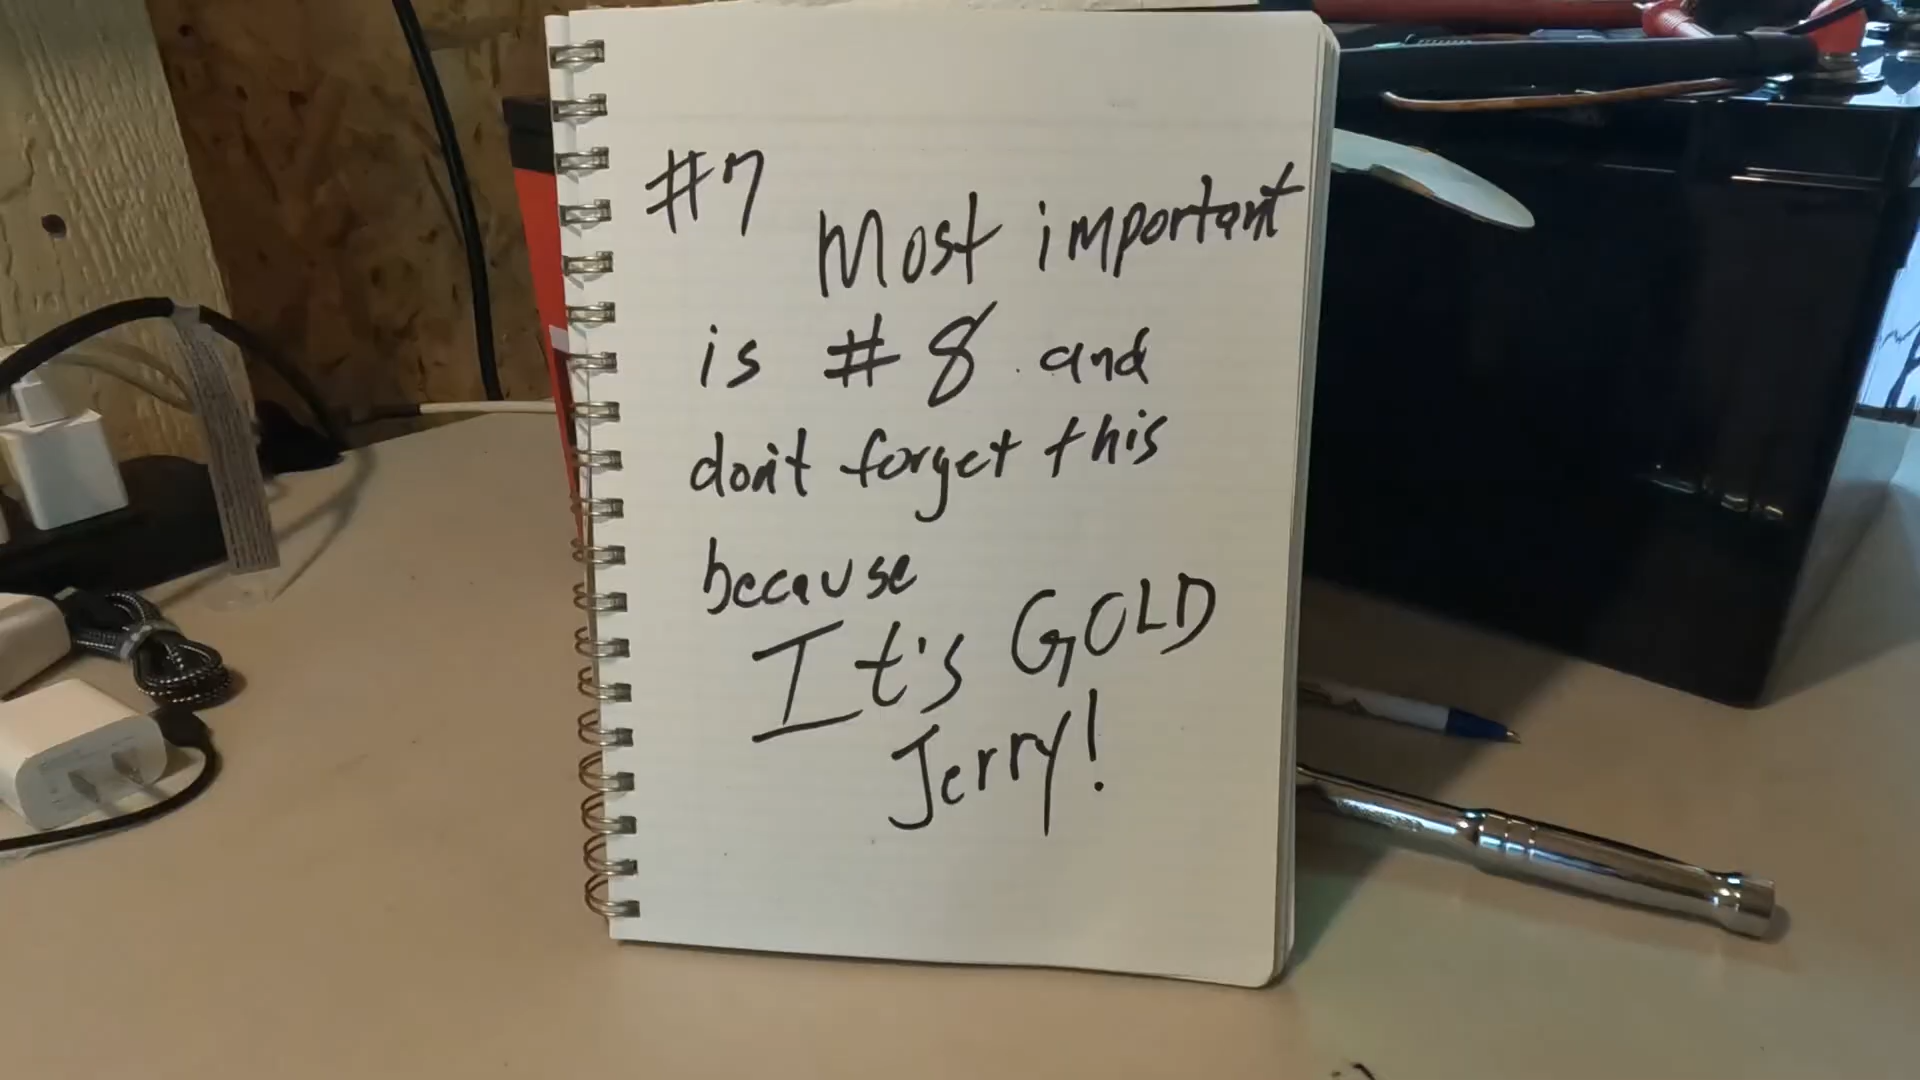 #7
Most important
is #8 and
don't forget this
because
It's GOLD
Jerry!